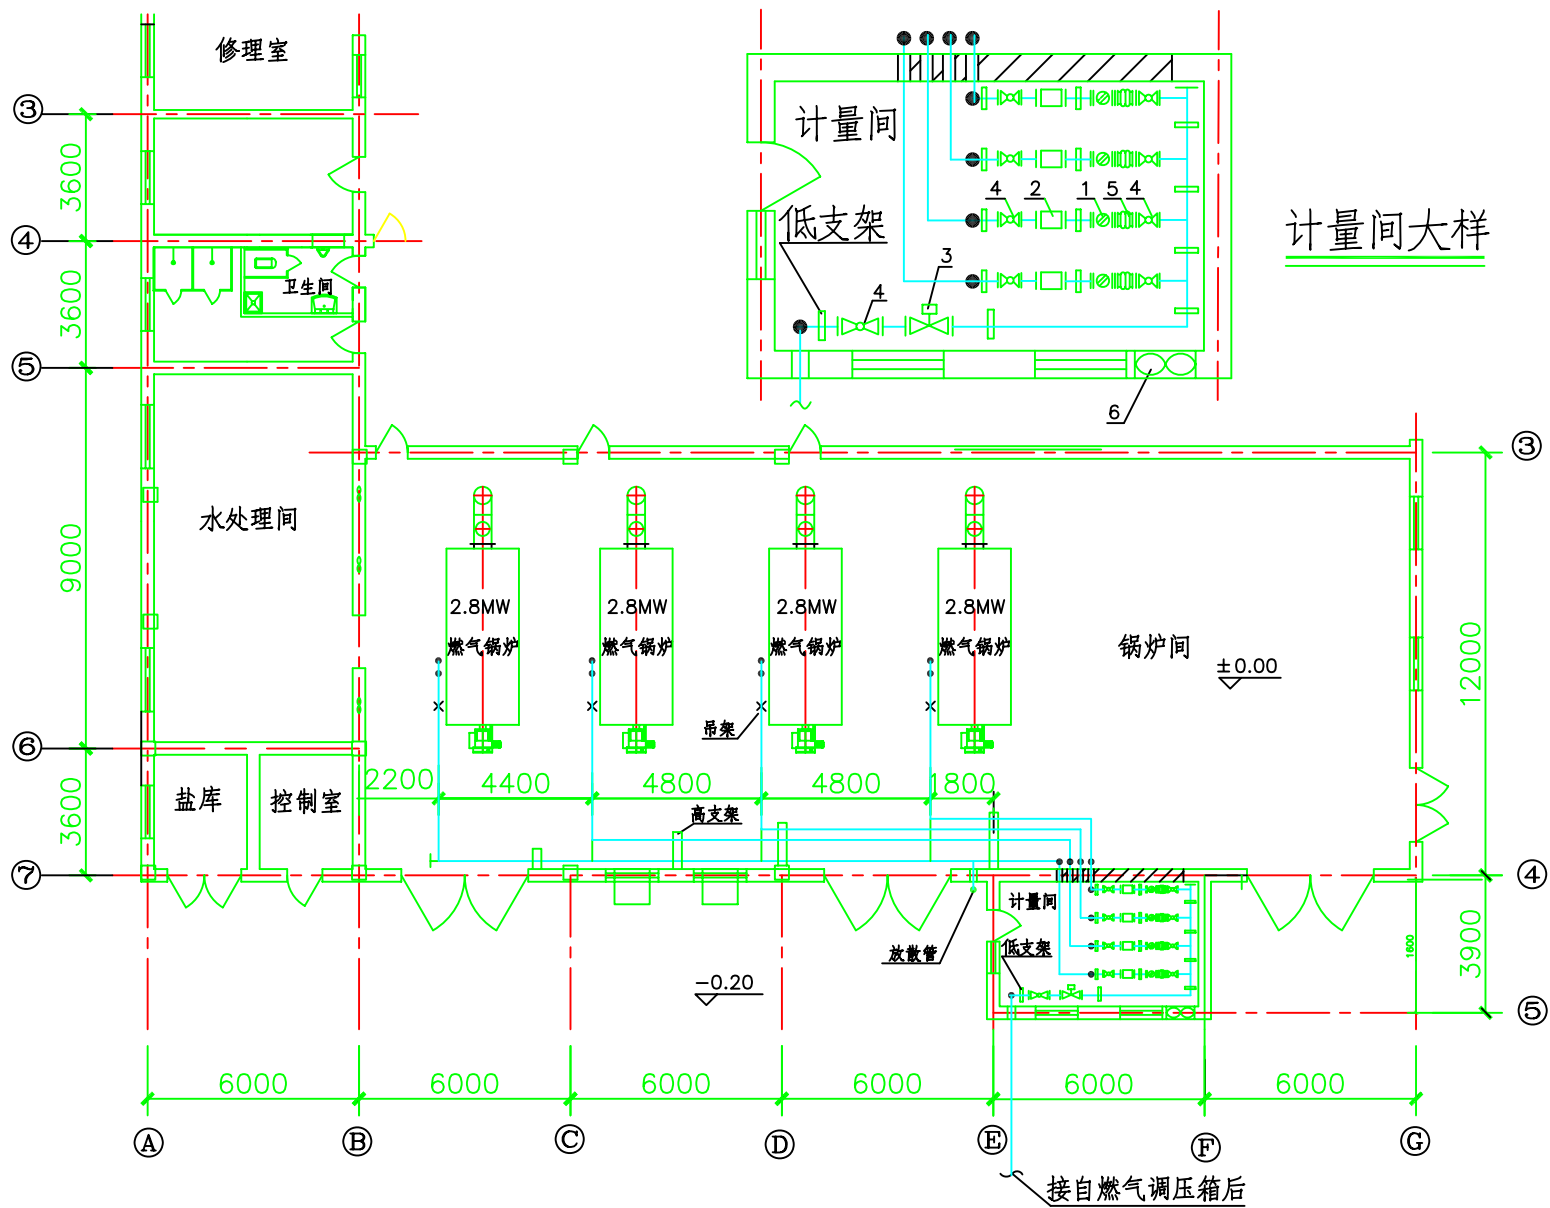 修理室
③
3600
④
3600
卫生间
⑤
9000
水处理间
⑥
3600
盐库
控制室
⑦
计量间
低支架
4
2
1
5
4
3
4
6
计量间大样
③
2.8MW
燃气锅炉
2.8MW
燃气锅炉
2.8MW
燃气锅炉
2.8MW
燃气锅炉
锅炉间
±0.00
12000
吊架
2200
4400
4800
4800
1800
高支架
④
计量间
低支架
放散管
-0.20
1600
3900
⑤
6000
6000
6000
6000
6000
6000
Ⓐ
Ⓑ
Ⓒ
Ⓓ
Ⓔ
Ⓕ
Ⓖ
接自燃气调压箱后